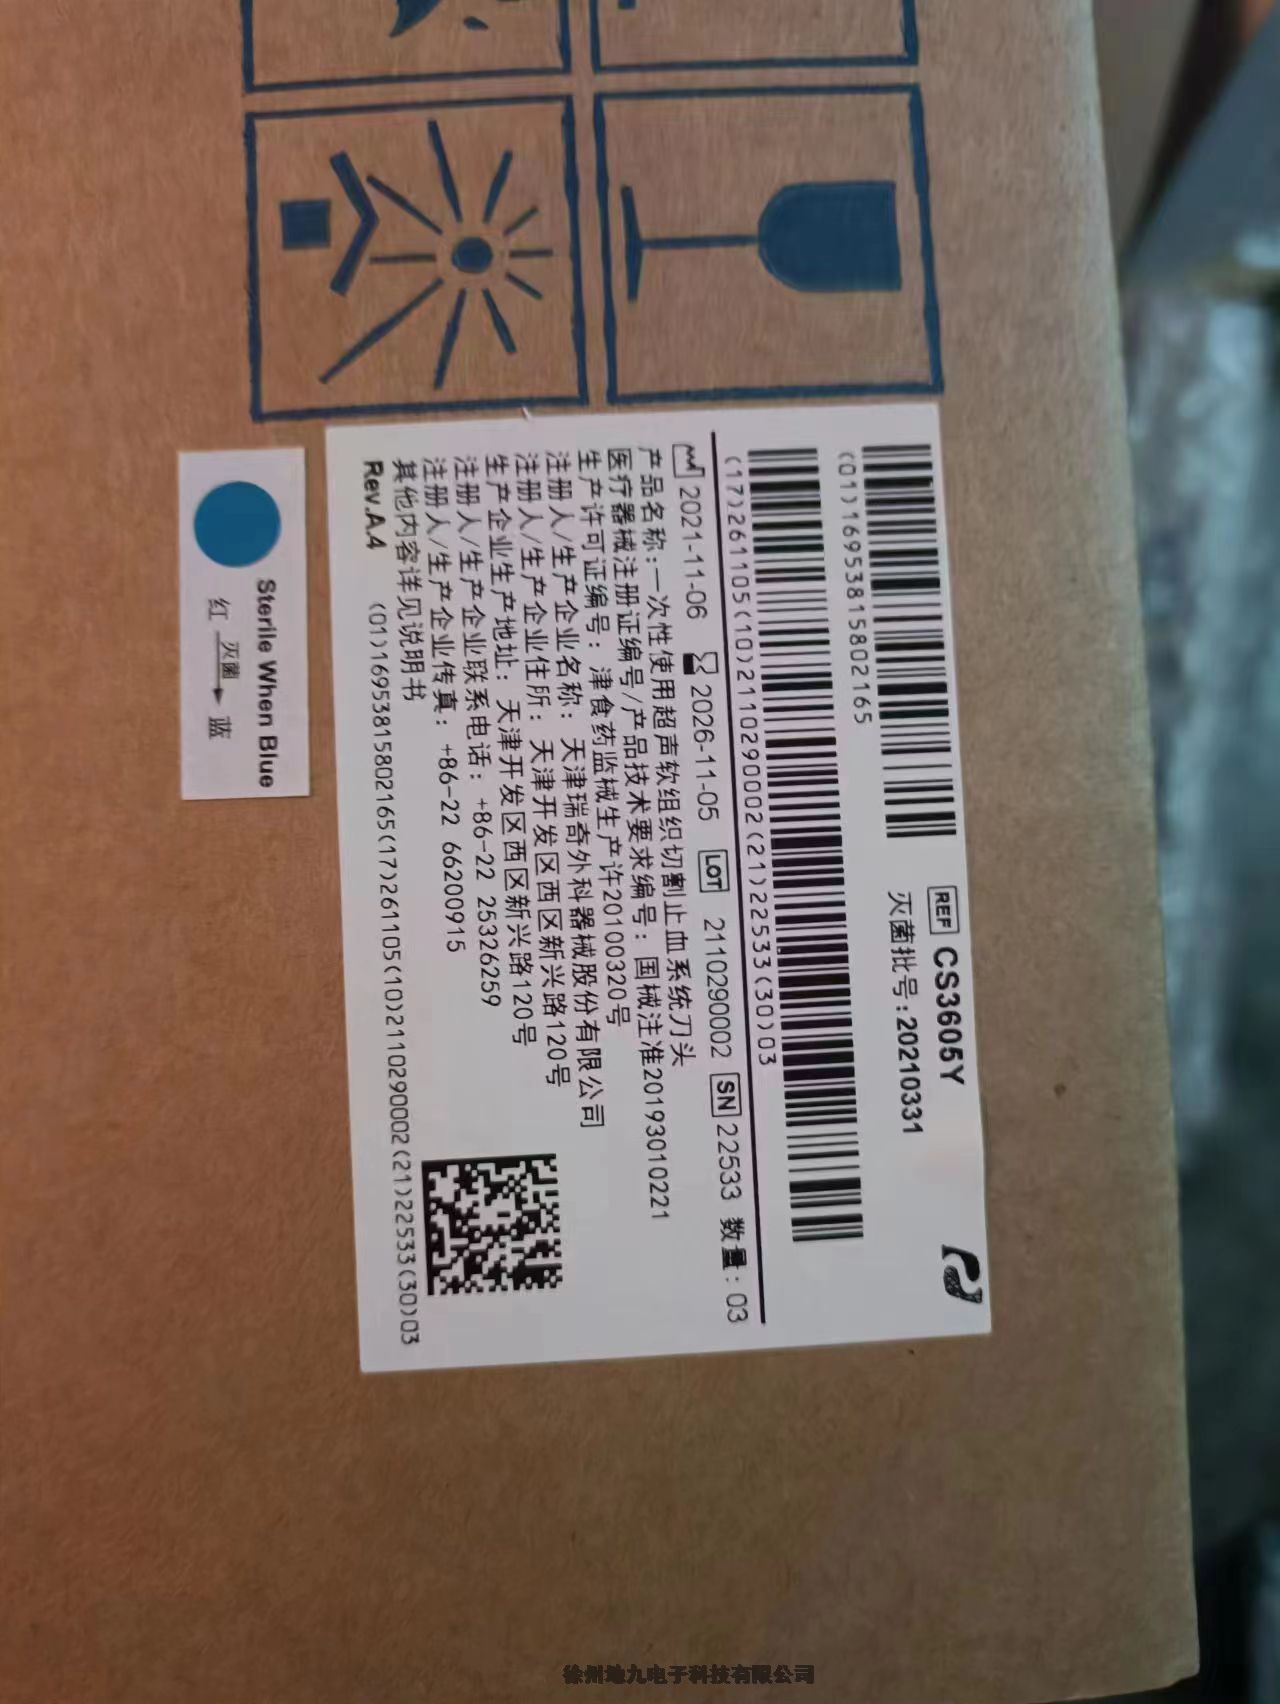 (01)16953815802165
REF CS3605Y
灭菌批号:20210331
(17)261105(10)2110290002(21)22533(30)03
2021-11-06 2026-11-05 LOT 2110290002 SN 22533 数量:03
产品名称:一次性使用超声软组织切割止血系统刀头
医疗器械注册证编号/产品技术要求编号:国械注准20193010221
生产许可证编号:津食药监械生产许20100320号
注册人/生产企业名称:天津瑞奇外科器械股份有限公司
注册人/生产企业住所:天津开发区西区新兴路120号
生产企业生产地址:天津开发区西区新兴路120号
注册人/生产企业联系电话:+86-22 25326259
注册人/生产企业传真:+86-22 66200915
其他内容详见说明书
Rev.A.4 (01)16953815802165(17)261105(10)2110290002(21)22533(30)03
Sterile When Blue
红 灭菌 蓝
徐州地九电子科技有限公司